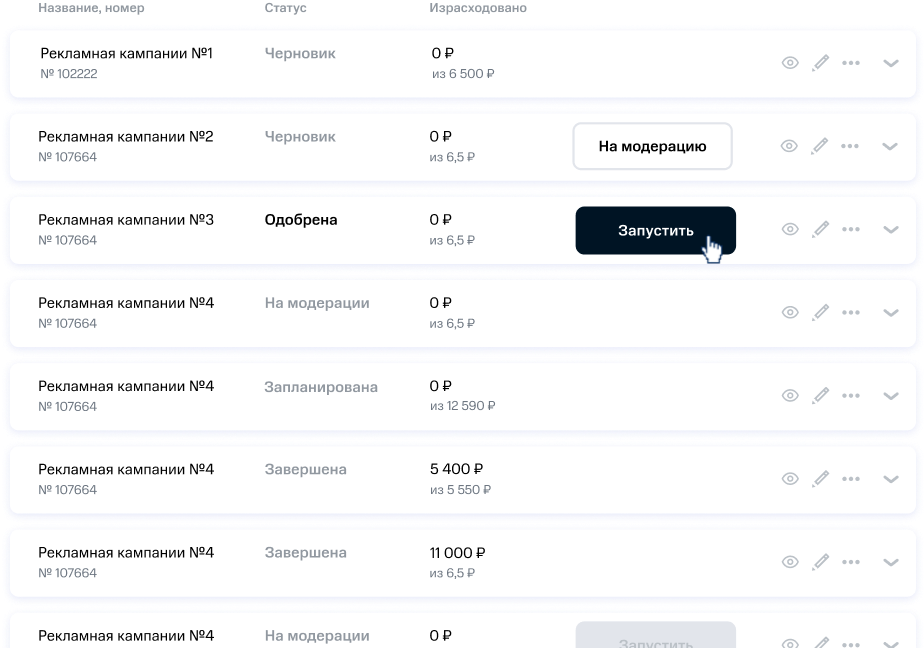 Название, номер Статус Израсходовано
Рекламная кампании №1 Черновик 0 ₽
№ 102222 из 6 500 ₽
Рекламная кампании №2 Черновик 0 ₽ На модерацию
№ 107664 из 6,5 ₽
Рекламная кампании №3 Одобрена 0 ₽ Запустить
№ 107664 из 6,5 ₽
Рекламная кампании №4 На модерации 0 ₽
№ 107664 из 6,5 ₽
Рекламная кампании №4 Запланирована 0 ₽
№ 107664 из 12 590 ₽
Рекламная кампании №4 Завершена 5 400 ₽
№ 107664 из 5 550 ₽
Рекламная кампании №4 Завершена 11 000 ₽
№ 107664 из 6,5 ₽
Рекламная кампании №4 На модерации 0 ₽ Запустить